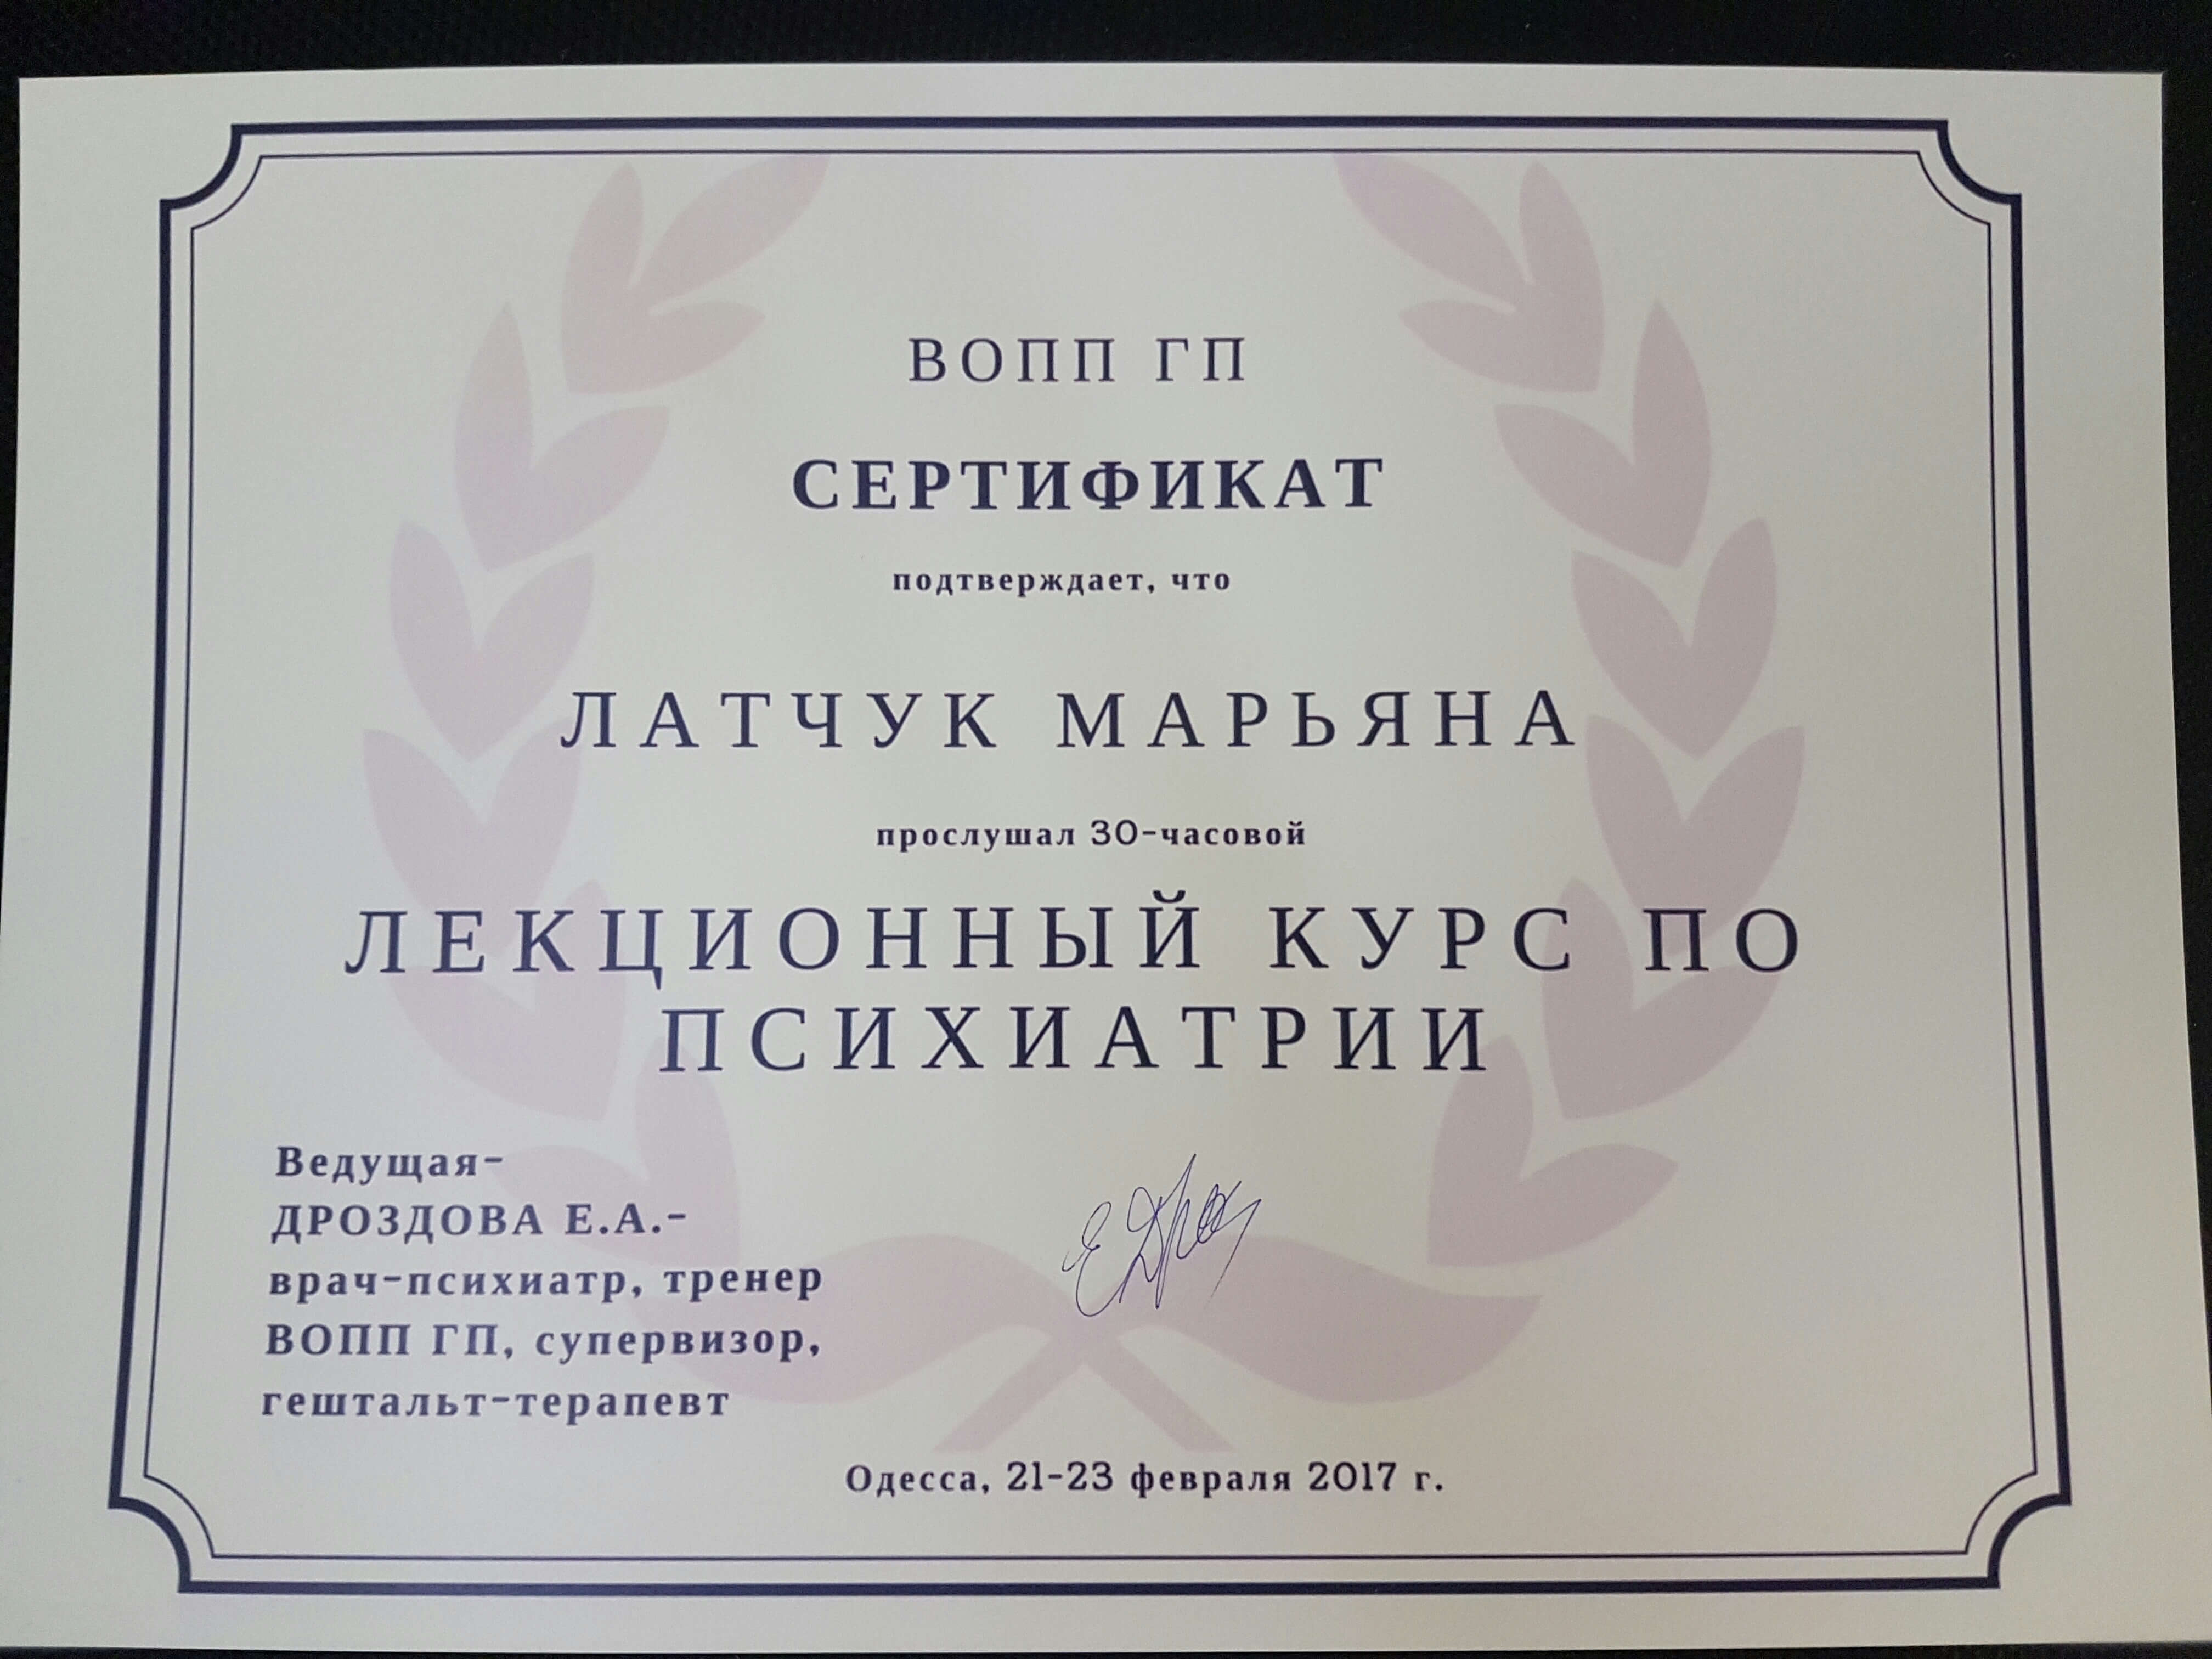 ВОПП ГП
СЕРТИФИКАТ
подтверждает, что
ЛАТЧУК МАРЬЯНА
прослушал 30-часовой
ЛЕКЦИОННЫЙ КУРС ПО
ПСИХИАТРИИ
Ведущая-
ДРОЗДОВА Е.А.-
врач-психиатр, тренер
ВОПП ГП, супервизор,
гештальт-терапевт
Одесса, 21-23 февраля 2017 г.